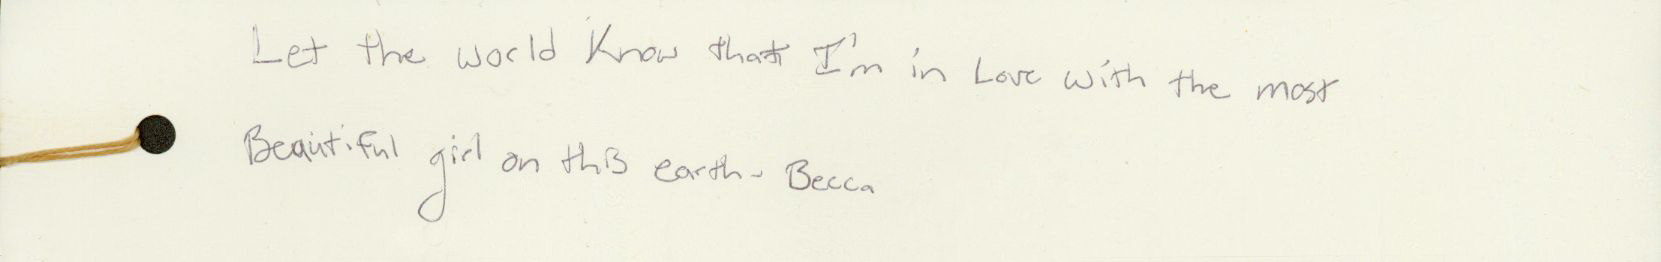 Let the world Know that I'm in Love with the most
Beautiful girl on this earth - Becca